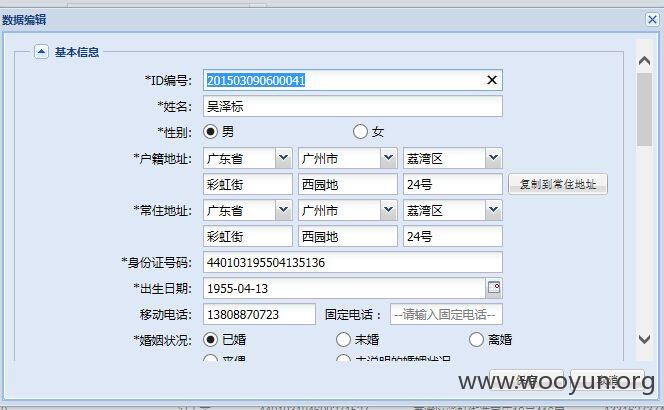 数据编辑
基本信息
*ID编号: 201503090600041
*姓名: 吴泽标
*性别: 男 女
*户籍地址: 广东省 广州市 荔湾区
彩虹街 西园地 24号 复制到常住地址
*常住地址: 广东省 广州市 荔湾区
彩虹街 西园地 24号
*身份证号码: 440103195504135136
*出生日期: 1955-04-13
移动电话: 13808870723 固定电话: --请输入固定电话--
*婚姻状况: 已婚 未婚 离婚
www.wooyun.org